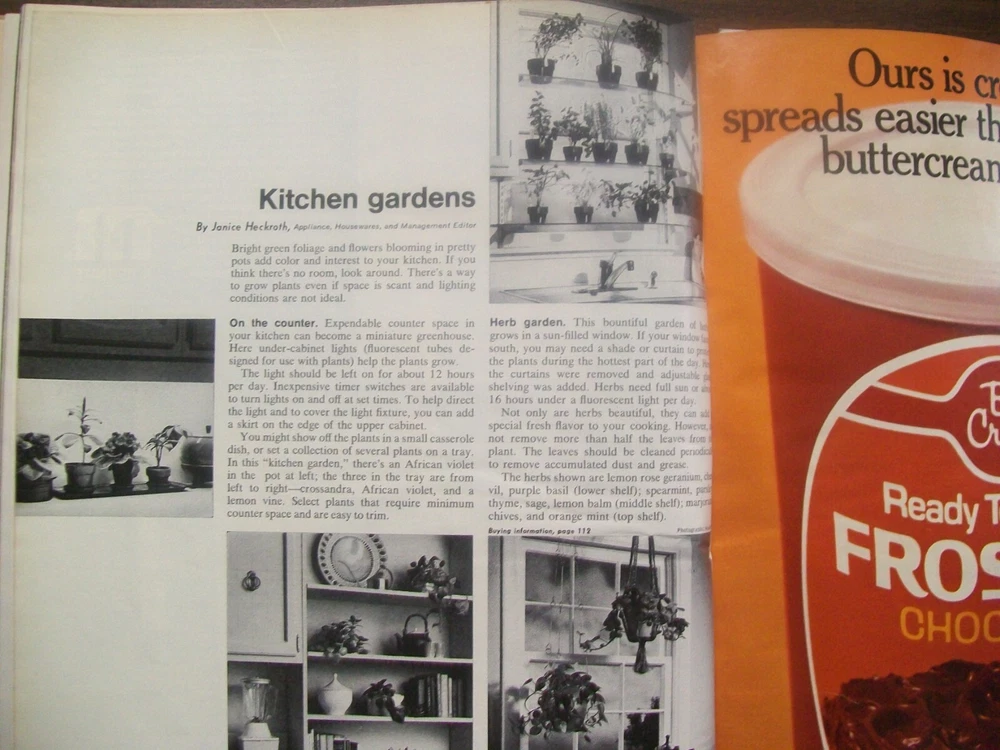 Kitchen gardens
By Janice Heckroth, Appliance, Housewares, and Management Editor
Bright green foliage and flowers blooming in pretty
pots add color and interest to your kitchen. If you
think there's no room, look around. There's a way
to grow plants even if space is scant and lighting
conditions are not ideal.
On the counter. Expendable counter space in
your kitchen can become a miniature greenhouse.
Here under-cabinet lights (fluorescent tubes de-
signed for use with plants) help the plants grow.
The light should be left on for about 12 hours
per day. Inexpensive timer switches are available
to turn lights on and off at set times. To help direct
the light and to cover the light fixture, you can add
a skirt on the edge of the upper cabinet.
You might show off the plants in a small casserole
dish, or set a collection of several plants on a tray.
In this "kitchen garden," there's an African violet
in the pot at left; the three in the tray are from
left to right—crossandra, African violet, and a
lemon vine. Select plants that require minimum
counter space and are easy to trim.
Herb garden. This bountiful garden of
grows in a sun-filled window. If your window
south, you may need a shade or curtain to
the plants during the hottest part of the day.
the curtains were removed and adjustable
shelving was added. Herbs need full sun or
16 hours under a fluorescent light per day.
Not only are herbs beautiful, they can
special fresh flavor to your cooking. However,
not remove more than half the leaves from
plant. The leaves should be cleaned
to remove accumulated dust and grease.
The herbs shown are lemon rose geranium,
vil, purple basil (lower shelf); spearmint,
thyme, sage, lemon balm (middle shelf);
chives, and orange mint (top shelf).
Buying information, page 112
Ours is cr
spreads easier th
buttercream
Ready T
FROS
CHOC